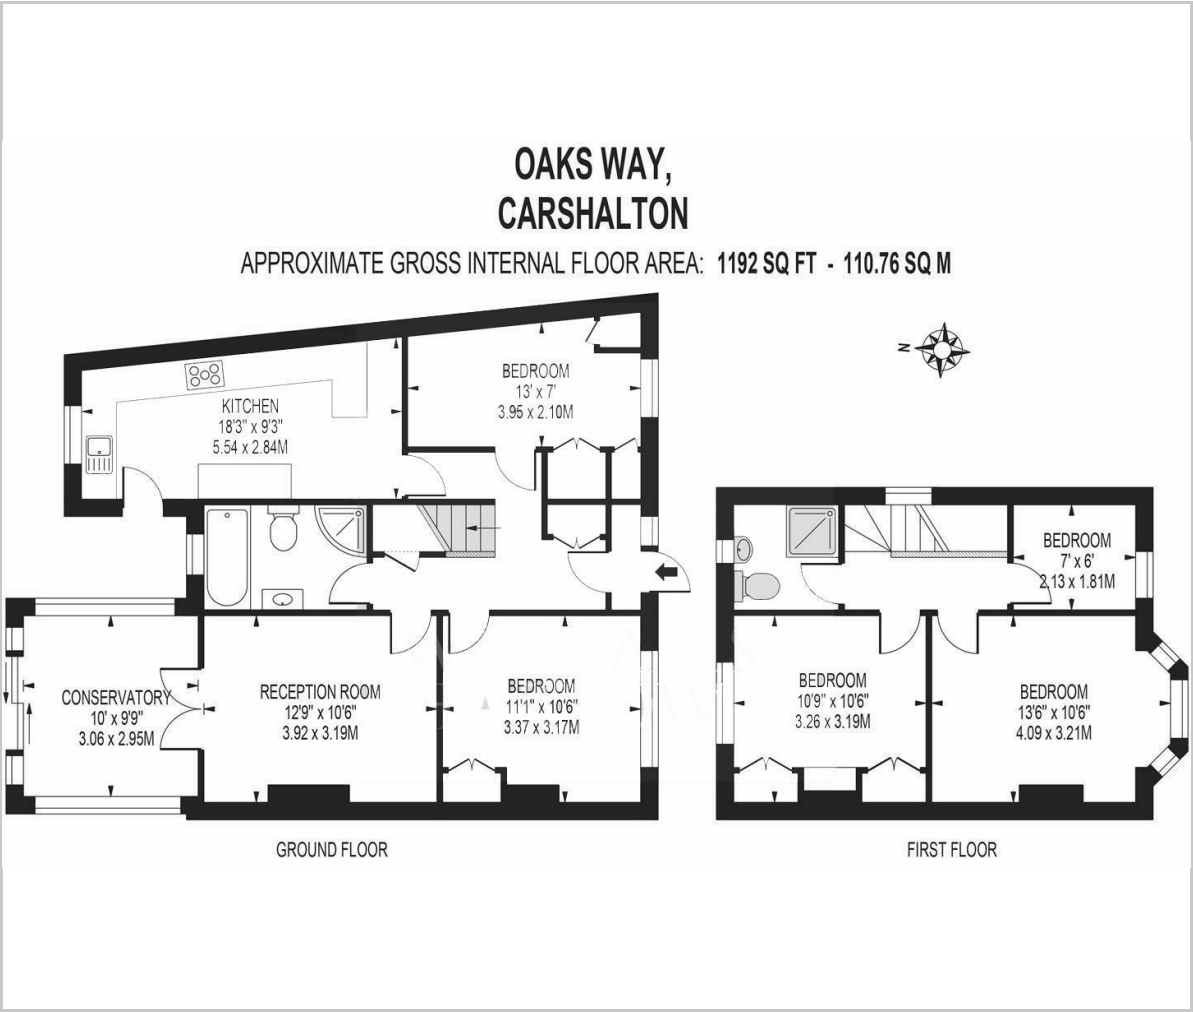 OAKS WAY,
CARSHALTON
APPROXIMATE GROSS INTERNAL FLOOR AREA: 1192 SQ FT - 110.76 SQ M
N
BEDROOM
13' x 7'
3.95 x 2.10M
KITCHEN
18'3" x 9'3"
5.54 x 2.84M
BEDROOM
7' x 6'
2.13 x 1.81M
CONSERVATORY
10' x 9'9"
3.06 x 2.95M
RECEPTION ROOM
12'9" x 10'6"
3.92 x 3.19M
BEDROOM
11'1" x 10'6"
3.37 x 3.17M
BEDROOM
10'9" x 10'6"
3.26 x 3.19M
BEDROOM
13'6" x 10'6"
4.09 x 3.21M
GROUND FLOOR
FIRST FLOOR